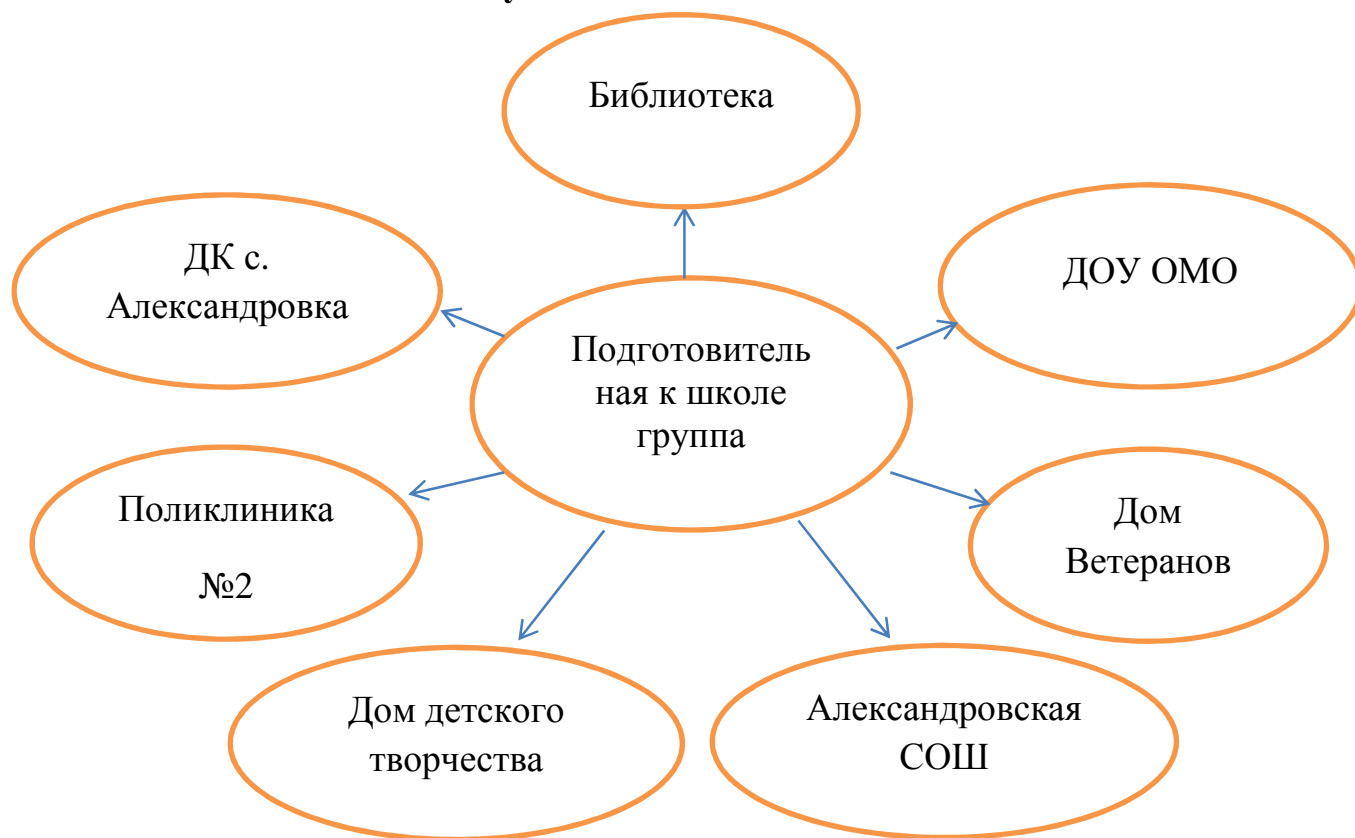 Библиотека
ДК с.
Александровка
ДОУ ОМО
Подготовитель
ная к школе
группа
Поликлиника
№2
Дом
Ветеранов
Дом детского
творчества
Александровская
СОШ